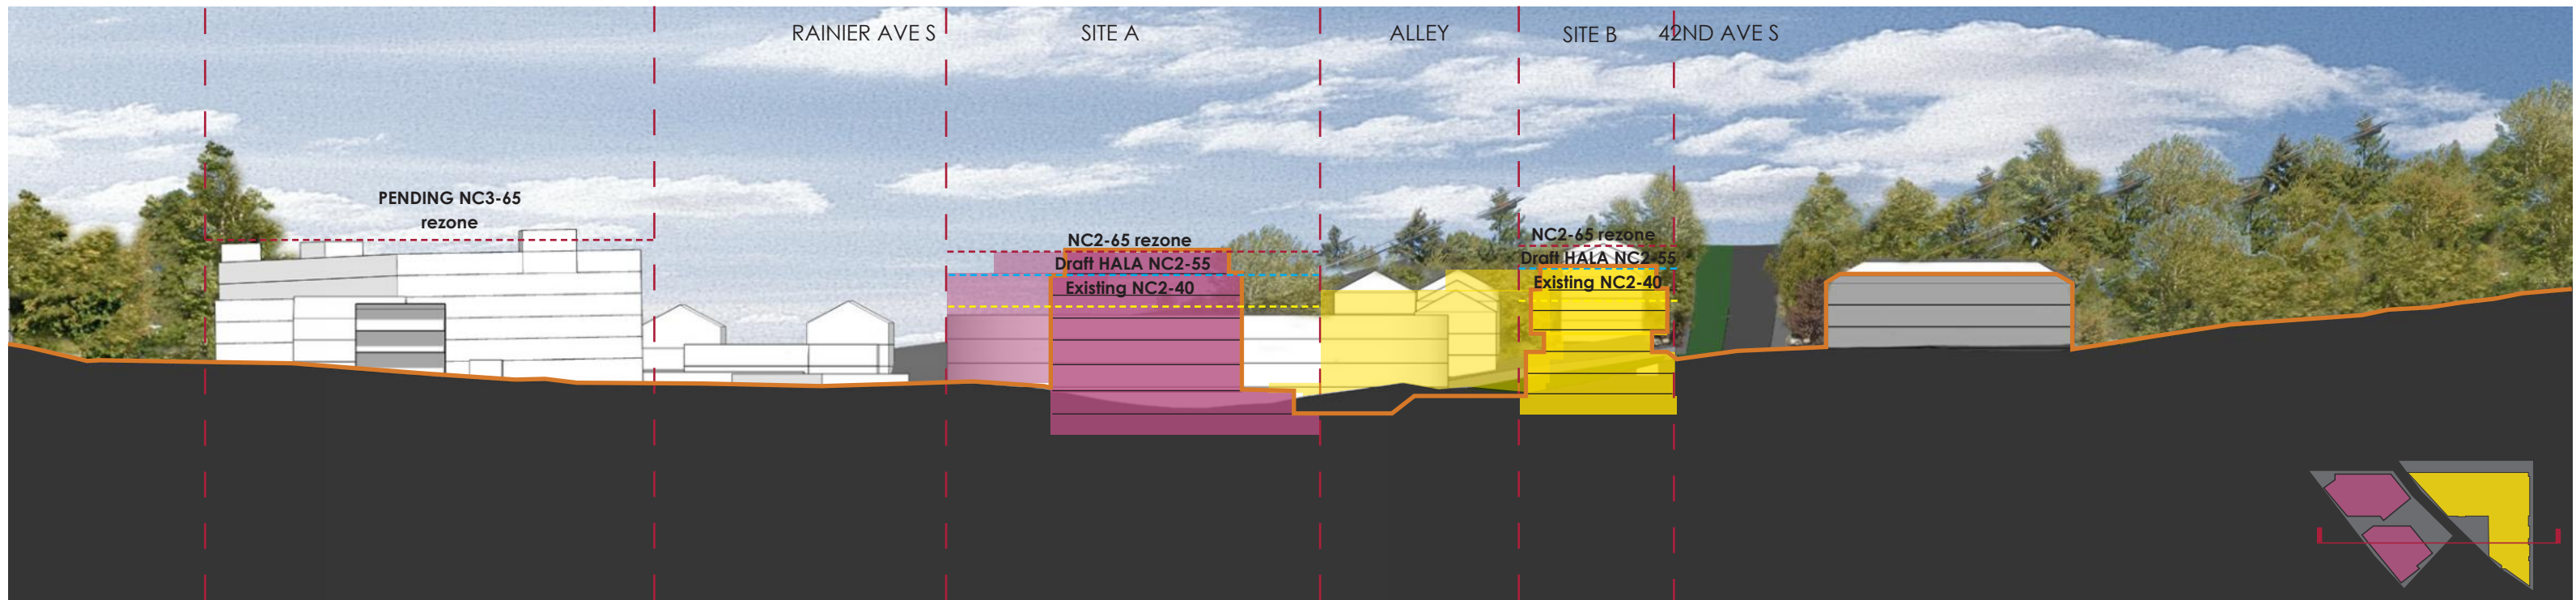 RAINIER AVE S
SITE A
ALLEY
SITE B
42ND AVE S
PENDING NC3-65
rezone
NC2-65 rezone
Draft HALA NC2-55
Existing NC2-40
NC2-65 rezone
Draft HALA NC2-55
Existing NC2-40